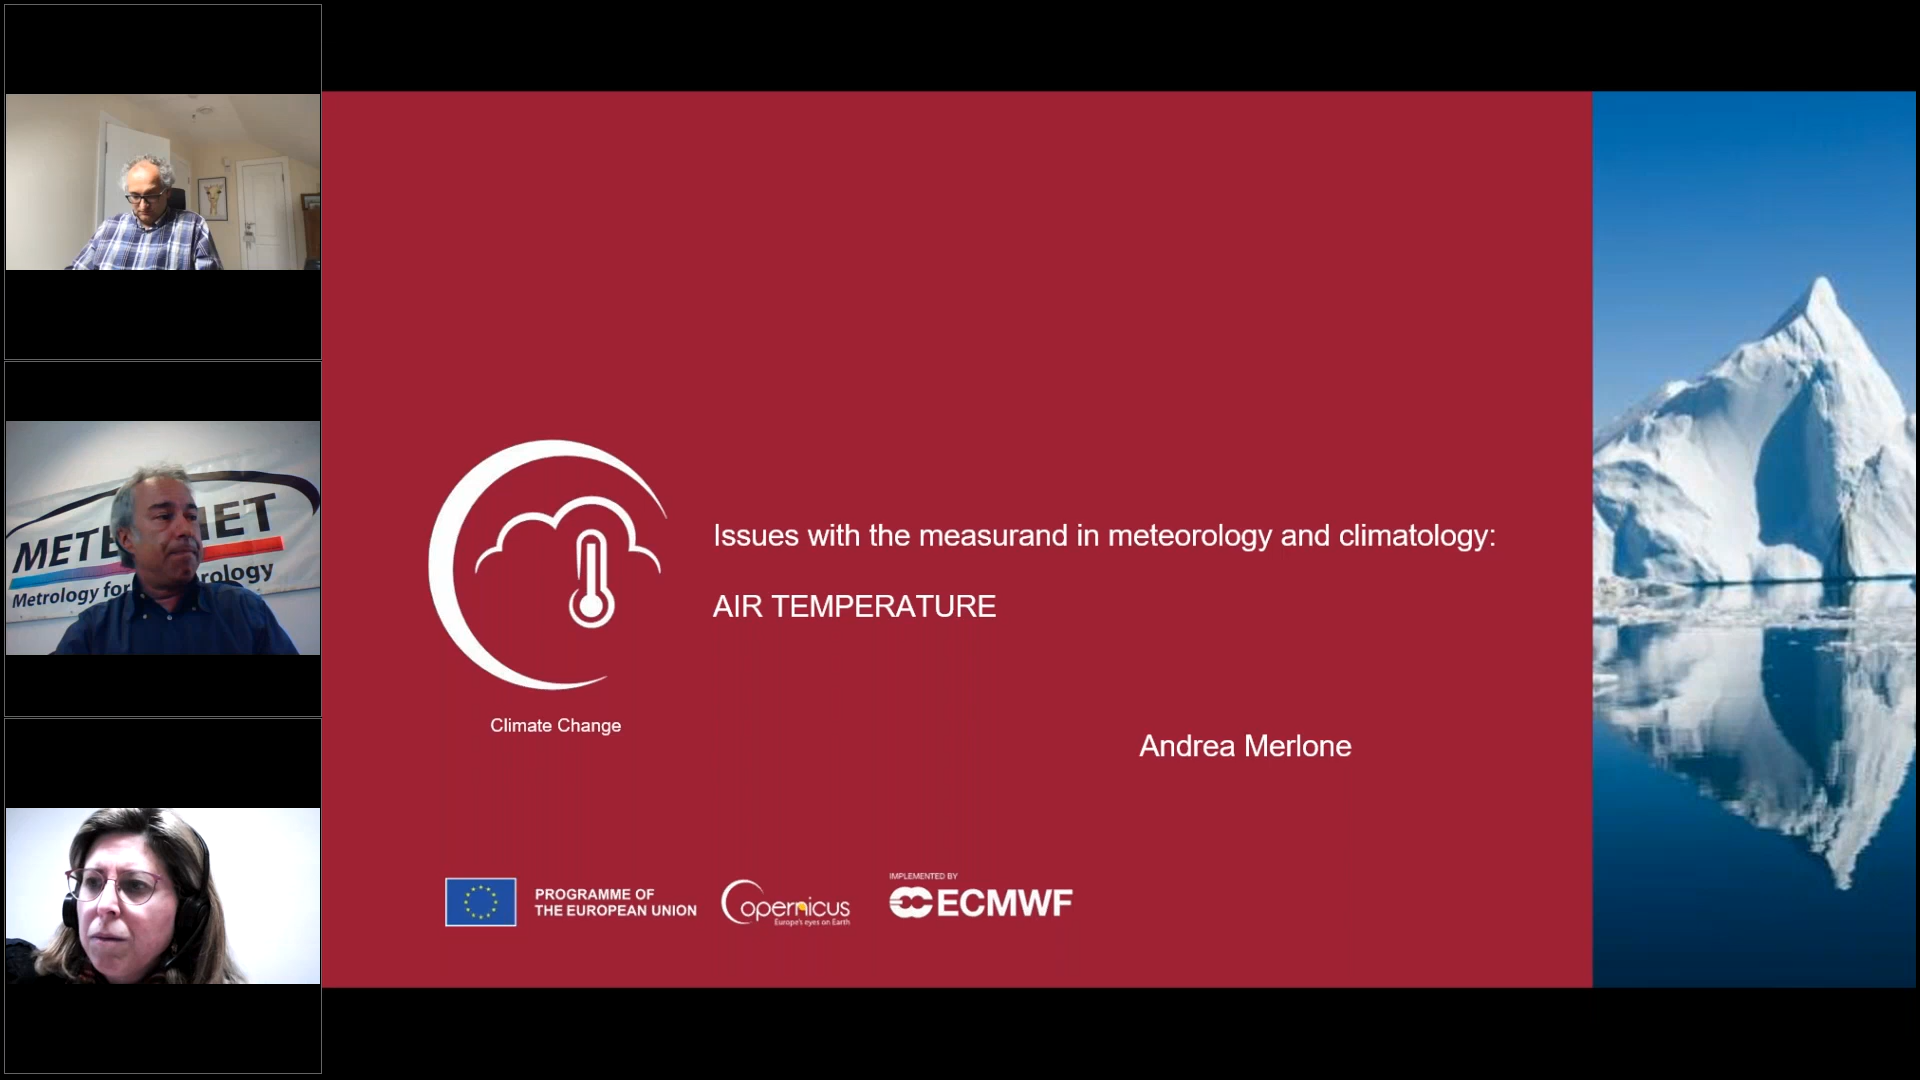 METE MET
Metrology for rology
Issues with the measurand in meteorology and climatology:
AIR TEMPERATURE
Climate Change
Andrea Merlone
PROGRAMME OF
THE EUROPEAN UNION
opernicus
Europe's eyes on Earth
IMPLEMENTED BY
ECMWF